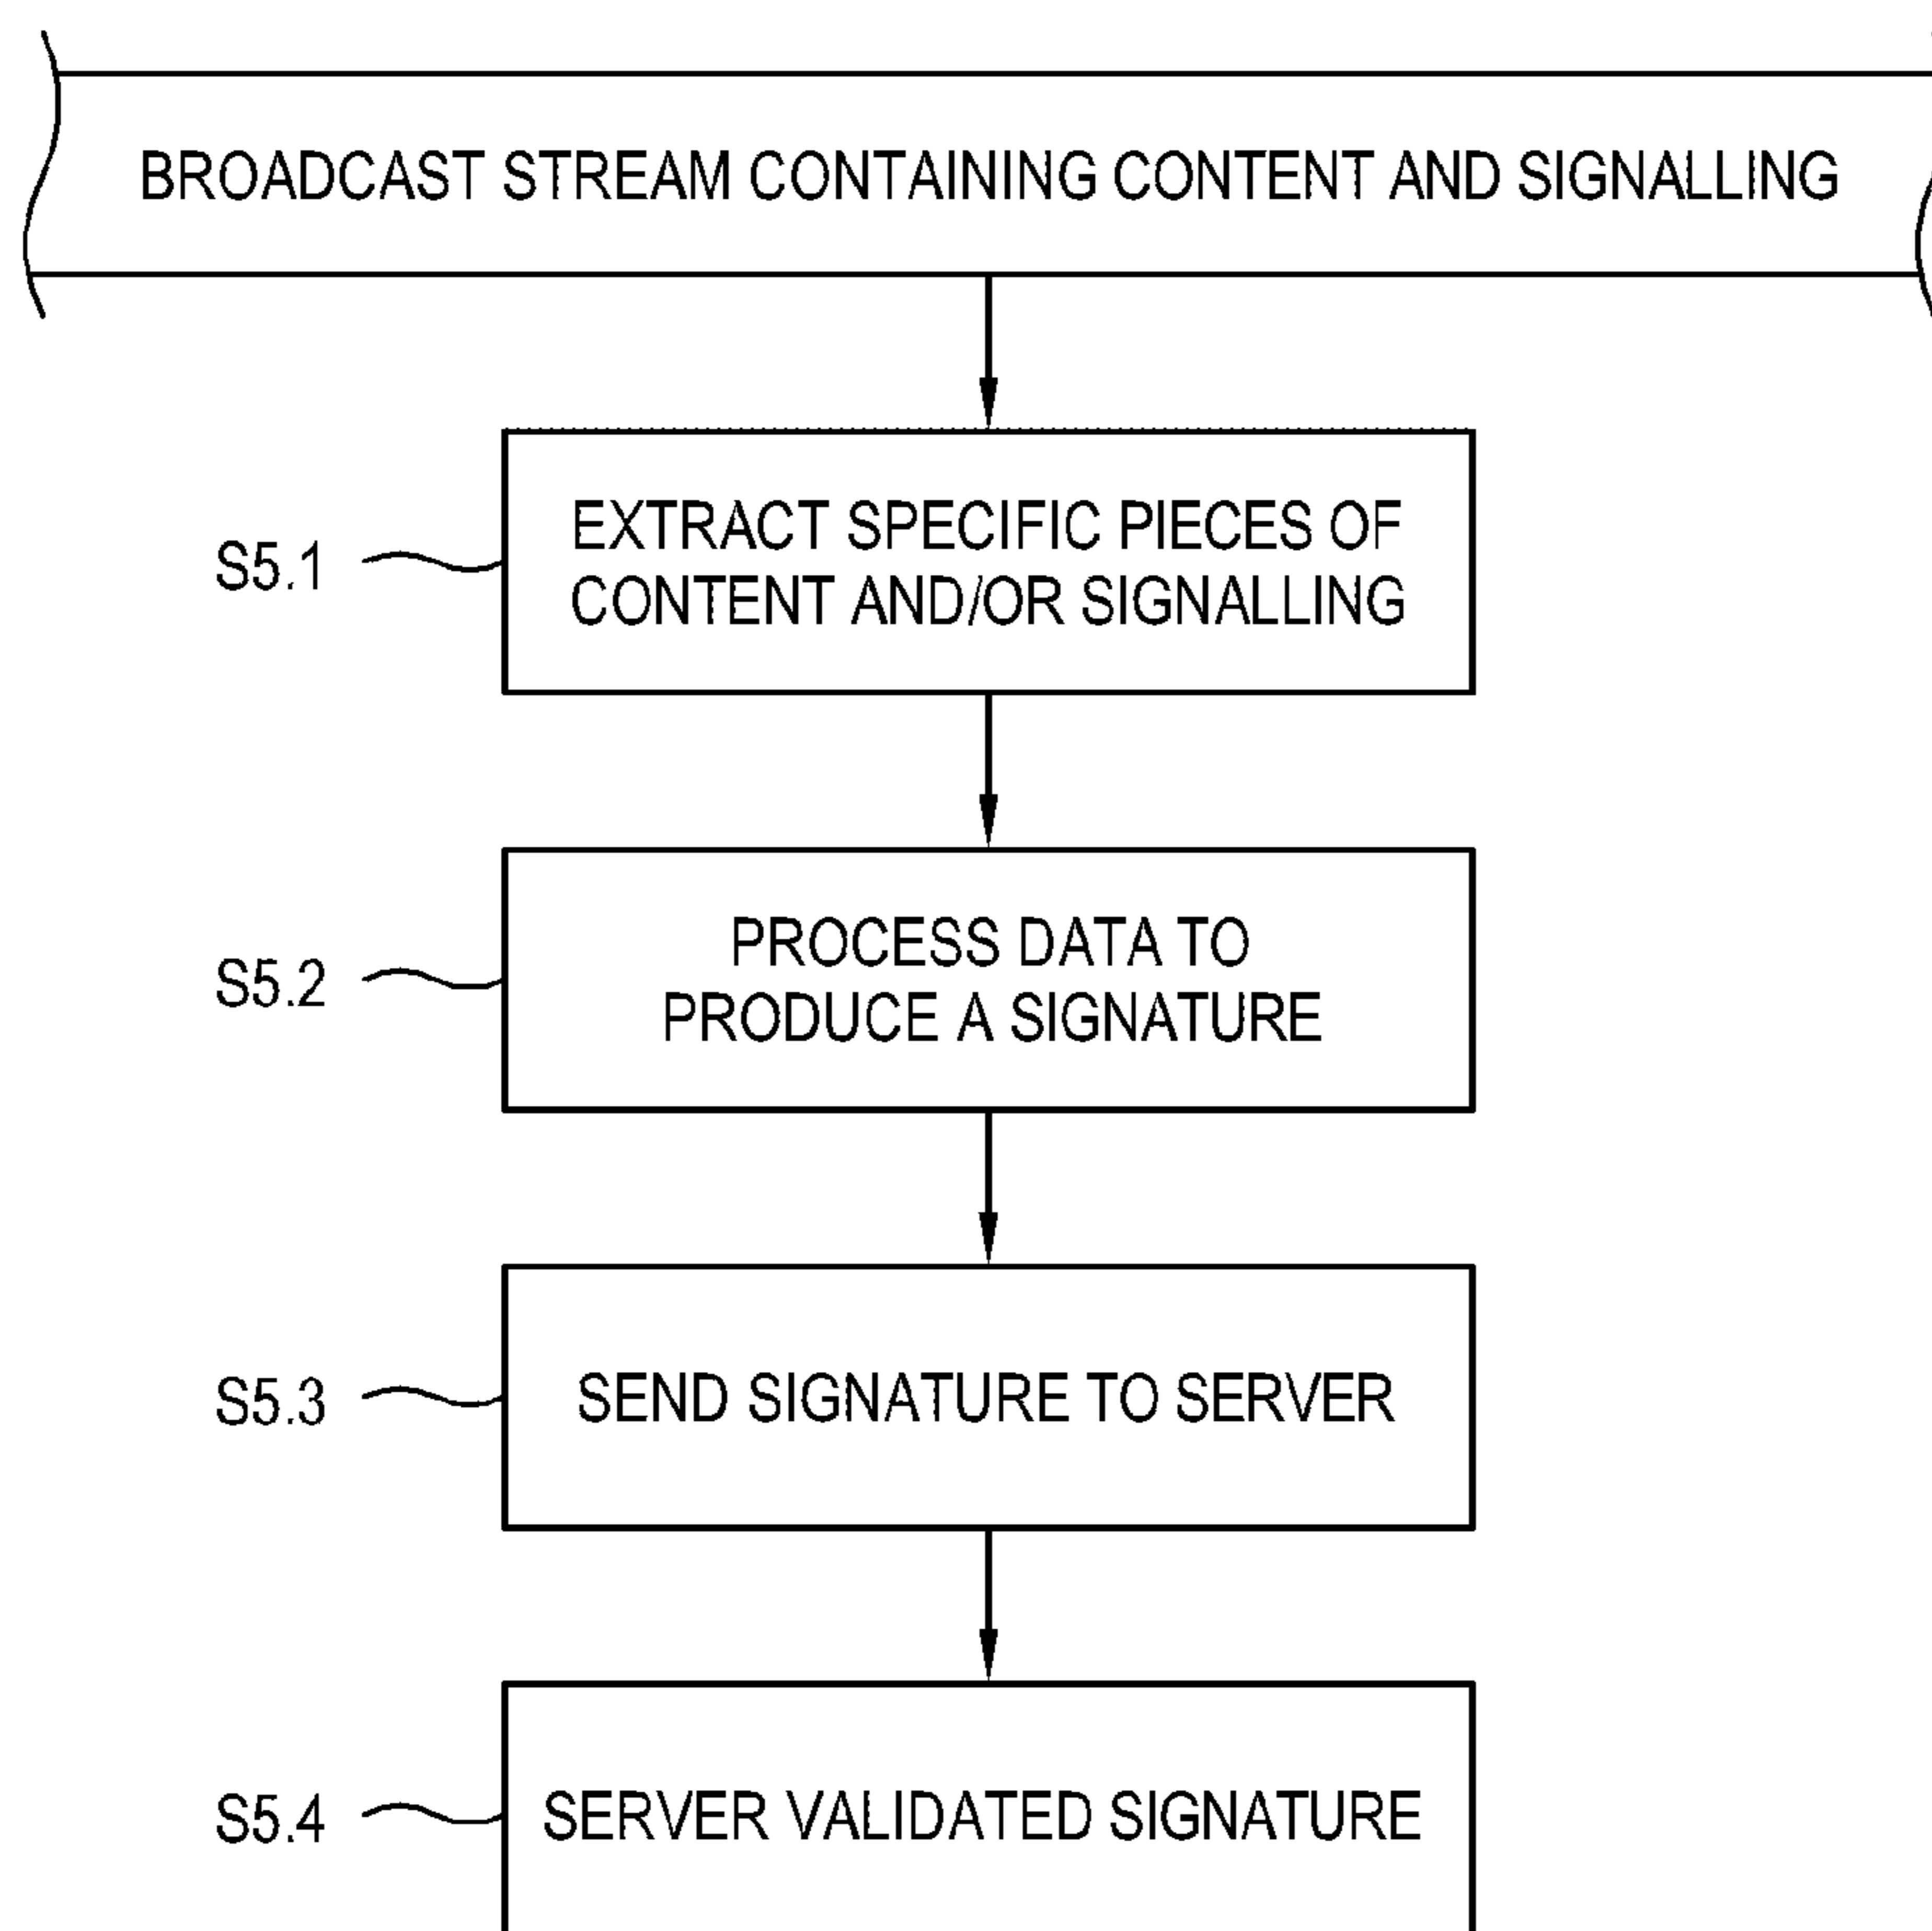 BROADCAST STREAM CONTAINING CONTENT AND SIGNALLING
S5.1
EXTRACT SPECIFIC PIECES OF
CONTENT AND/OR SIGNALLING
S5.2
PROCESS DATA TO
PRODUCE A SIGNATURE
S5.3
SEND SIGNATURE TO SERVER
S5.4
SERVER VALIDATED SIGNATURE